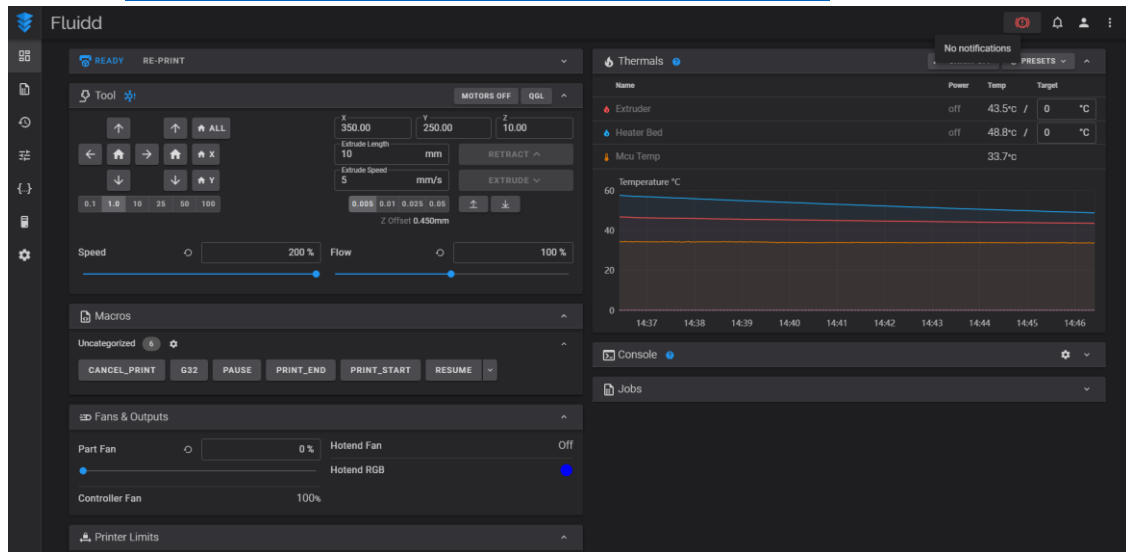 Fluidd
No notifications
READY RE-PRINT
Tool
MOTORS OFF QGL
ALL
X
Y
X 350.00 Y 250.00 Z 10.00
Extrude Length
10 mm RETRACT
Extrude Speed
5 mm/s EXTRUDE
0.1 1.0 10 25 50 100
0.005 0.01 0.025 0.05
Z Offset 0.450mm
Speed 200 % Flow 100 %
Macros
Uncategorized 6
CANCEL_PRINT G32 PAUSE PRINT_END PRINT_START RESUME
Fans & Outputs
Part Fan 0 %
Hotend Fan Off
Hotend RGB
Controller Fan 100%
Printer Limits
Thermals
PRESETS
Name Power Temp Target
Extruder off 43.5°C / 0 °C
Heater Bed off 48.8°C / 0 °C
Mcu Temp 33.7°C
Temperature °C
60
40
20
0
14:37 14:38 14:39 14:40 14:41 14:42 14:43 14:44 14:45 14:46
Console
Jobs